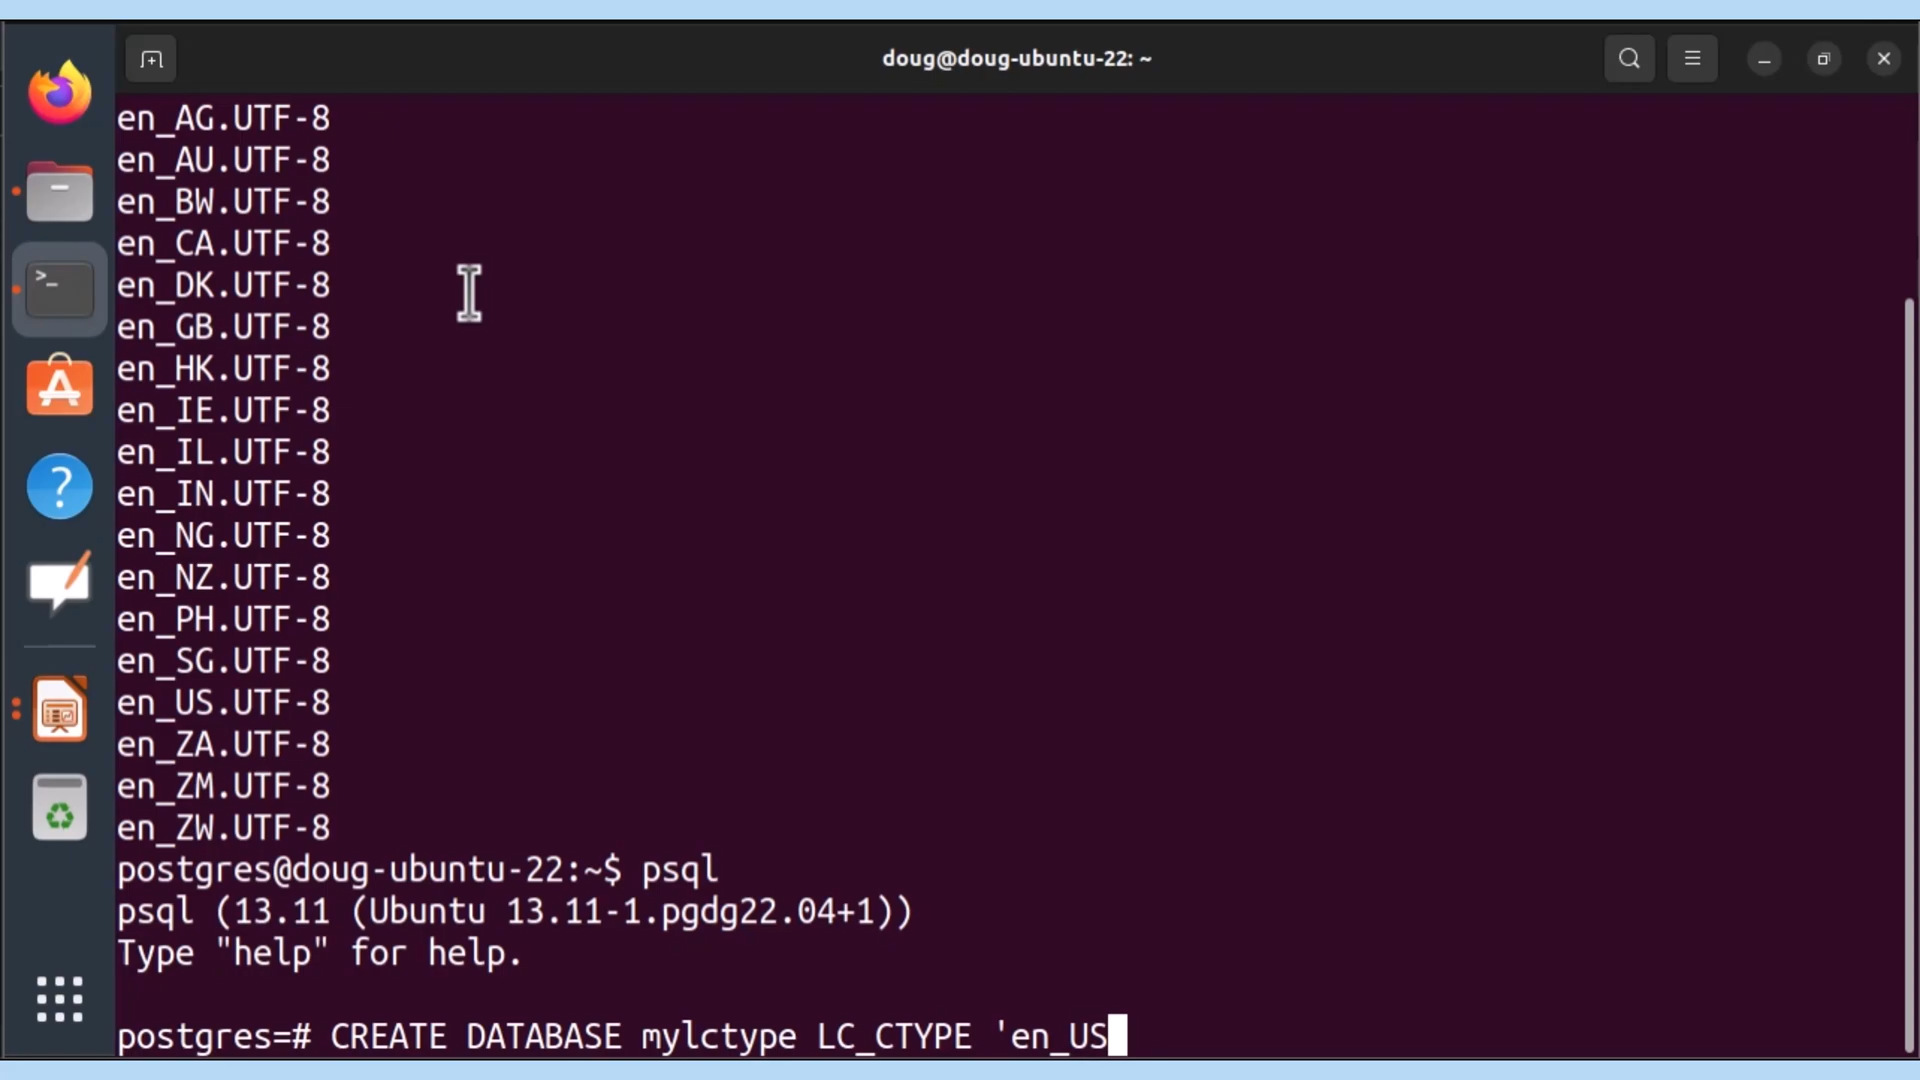 doug@doug-ubuntu-22: ~
en_AG.UTF-8
en_AU.UTF-8
en_BW.UTF-8
en_CA.UTF-8
en_DK.UTF-8
en_GB.UTF-8
en_HK.UTF-8
en_IE.UTF-8
en_IL.UTF-8
en_IN.UTF-8
en_NG.UTF-8
en_NZ.UTF-8
en_PH.UTF-8
en_SG.UTF-8
en_US.UTF-8
en_ZA.UTF-8
en_ZM.UTF-8
en_ZW.UTF-8
postgres@doug-ubuntu-22:~$ psql
psql (13.11 (Ubuntu 13.11-1.pgdg22.04+1))
Type "help" for help.
postgres=# CREATE DATABASE mylctype LC_CTYPE 'en_US